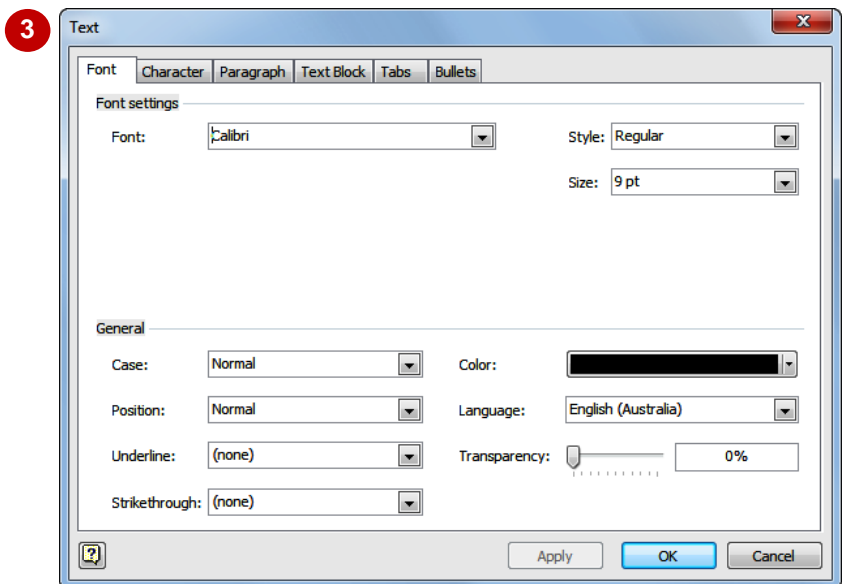 3
Text
Font Character Paragraph Text Block Tabs Bullets
Font settings
Font: Calibri Style: Regular
Size: 9 pt
General
Case: Normal Color:
Position: Normal Language: English (Australia)
Underline: (none) Transparency: 0%
Strikethrough: (none)
Apply OK Cancel